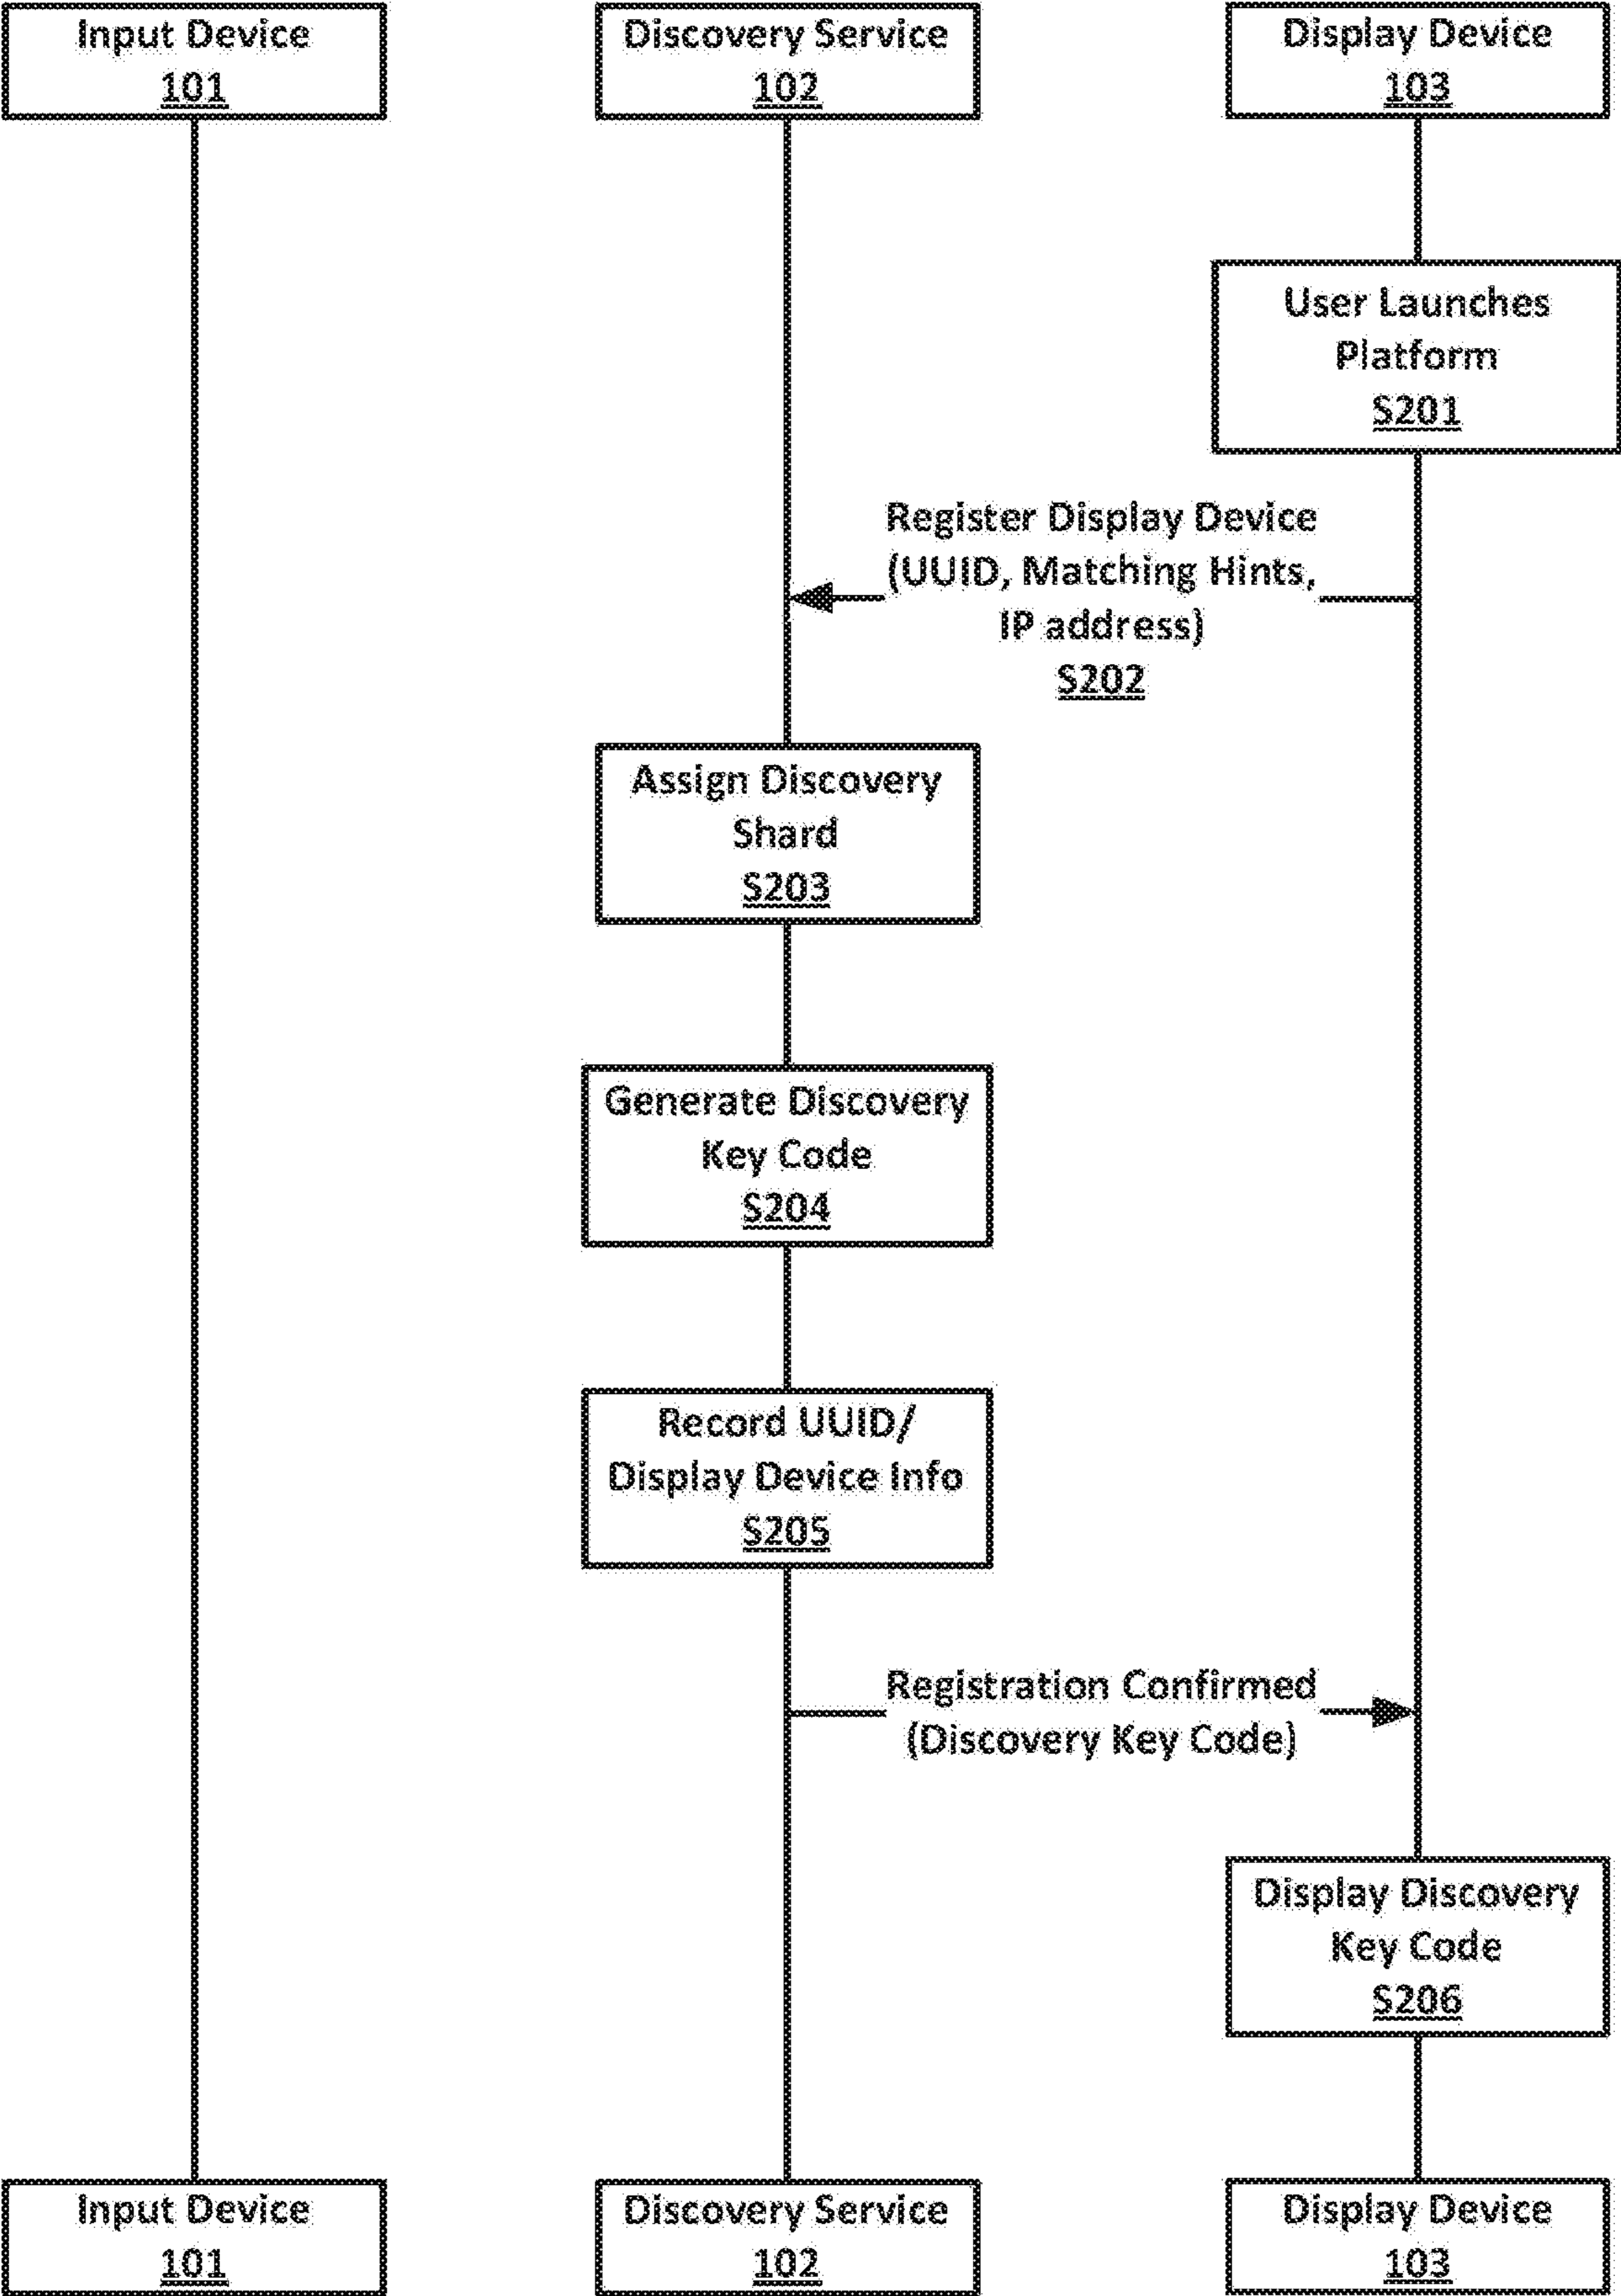 Input Device
101
Discovery Service
102
Display Device
103
User Launches
Platform
S201
Register Display Device
(UUID, Matching Hints,
IP address)
S202
Assign Discovery
Shard
S203
Generate Discovery
Key Code
S204
Record UUID/
Display Device Info
S205
Registration Confirmed
(Discovery Key Code)
Display Discovery
Key Code
S206
Input Device
101
Discovery Service
102
Display Device
103